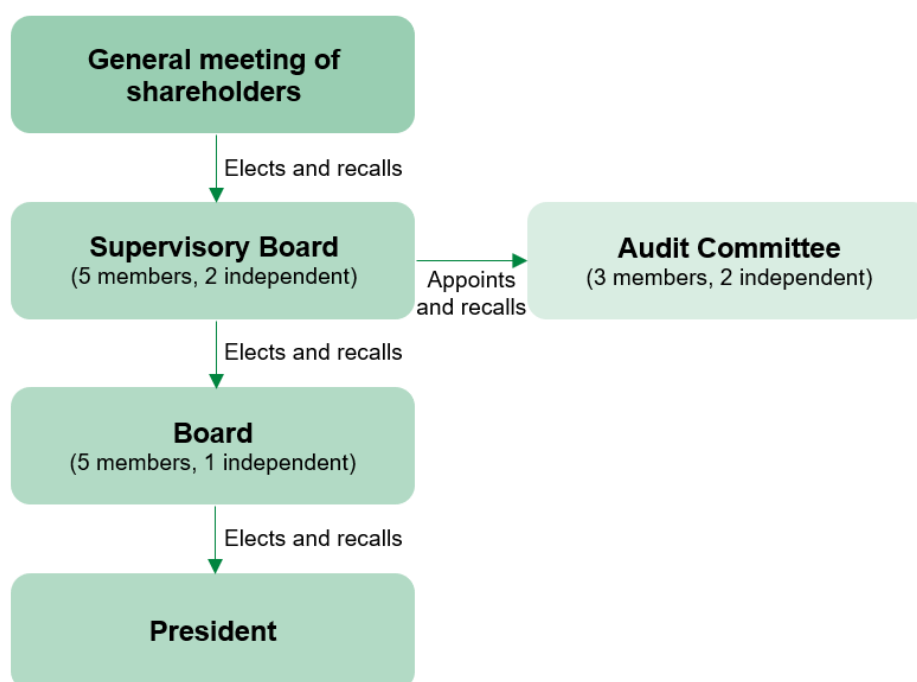 General meeting of
shareholders
Elects and recalls
Supervisory Board
(5 members, 2 independent)
Appoints
and recalls
Audit Committee
(3 members, 2 independent)
Elects and recalls
Board
(5 members, 1 independent)
Elects and recalls
President